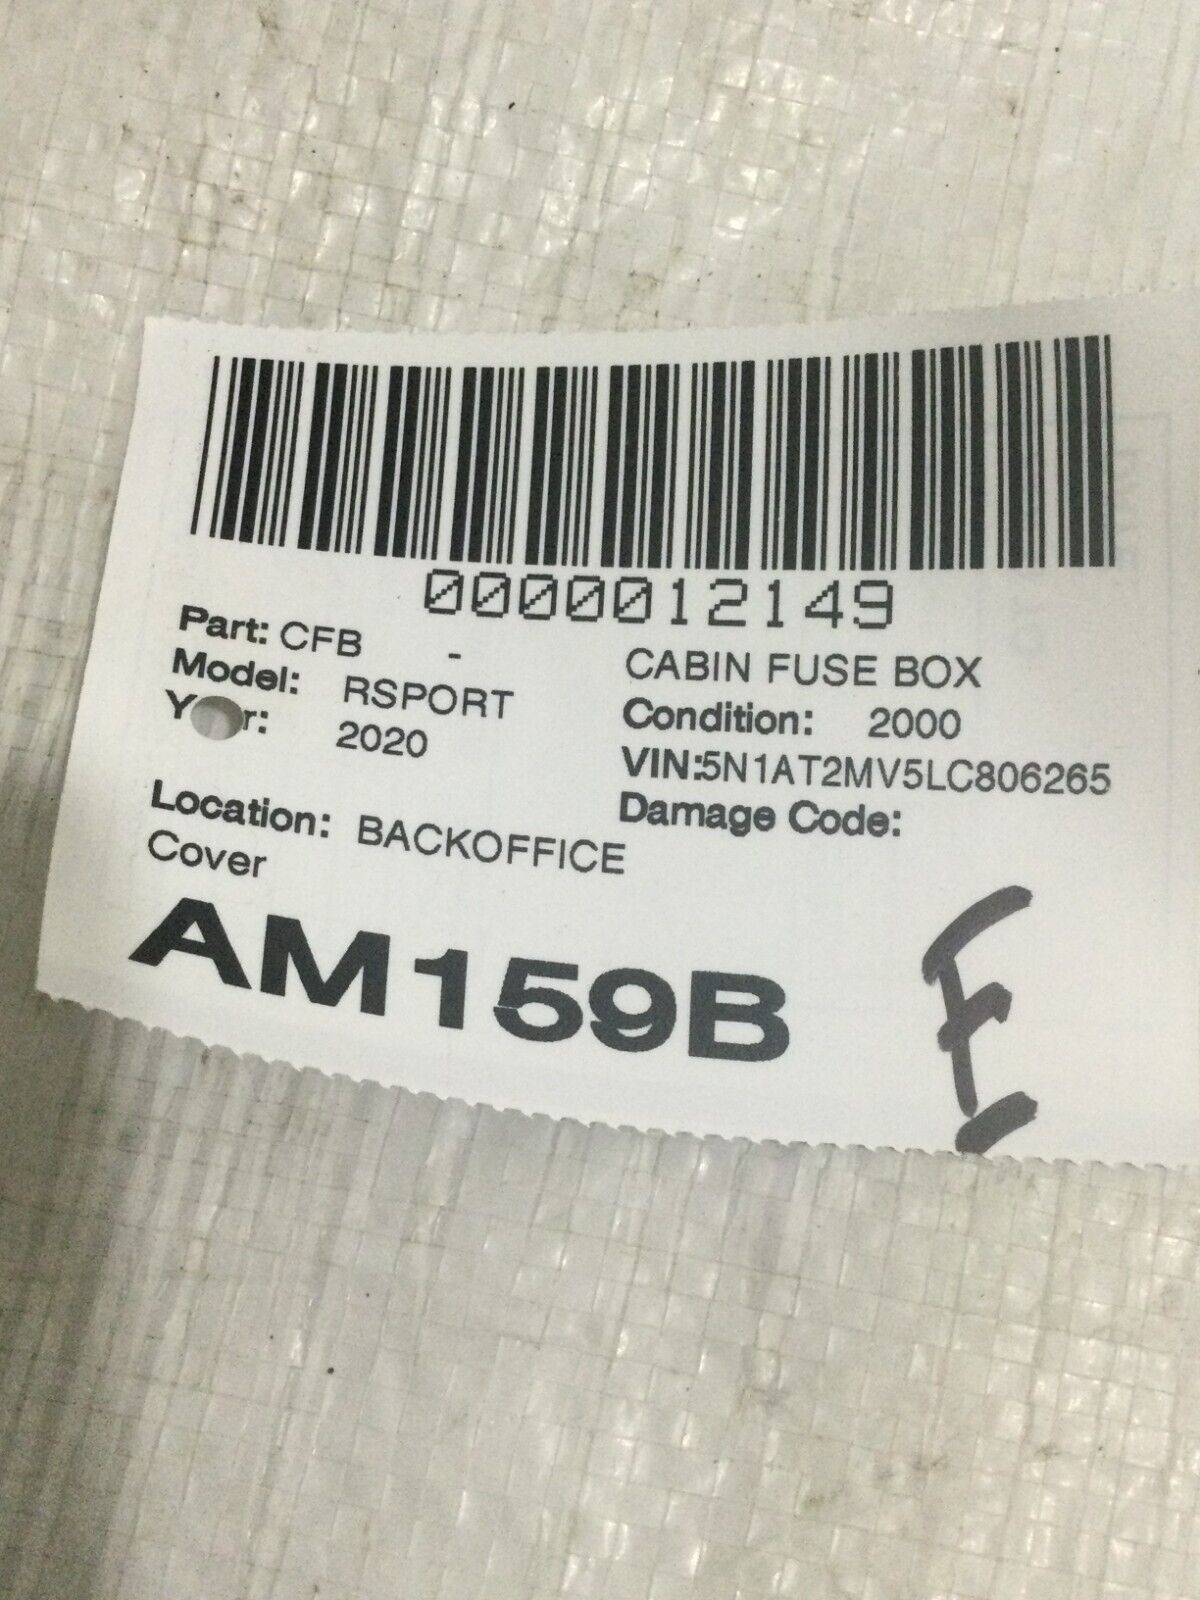 0000012149
Part: CFB - CABIN FUSE BOX
Model: RSPORT Condition: 2000
Y r: 2020 VIN:5N1AT2MV5LC806265
Damage Code:
Location: BACKOFFICE
Cover
AM159B